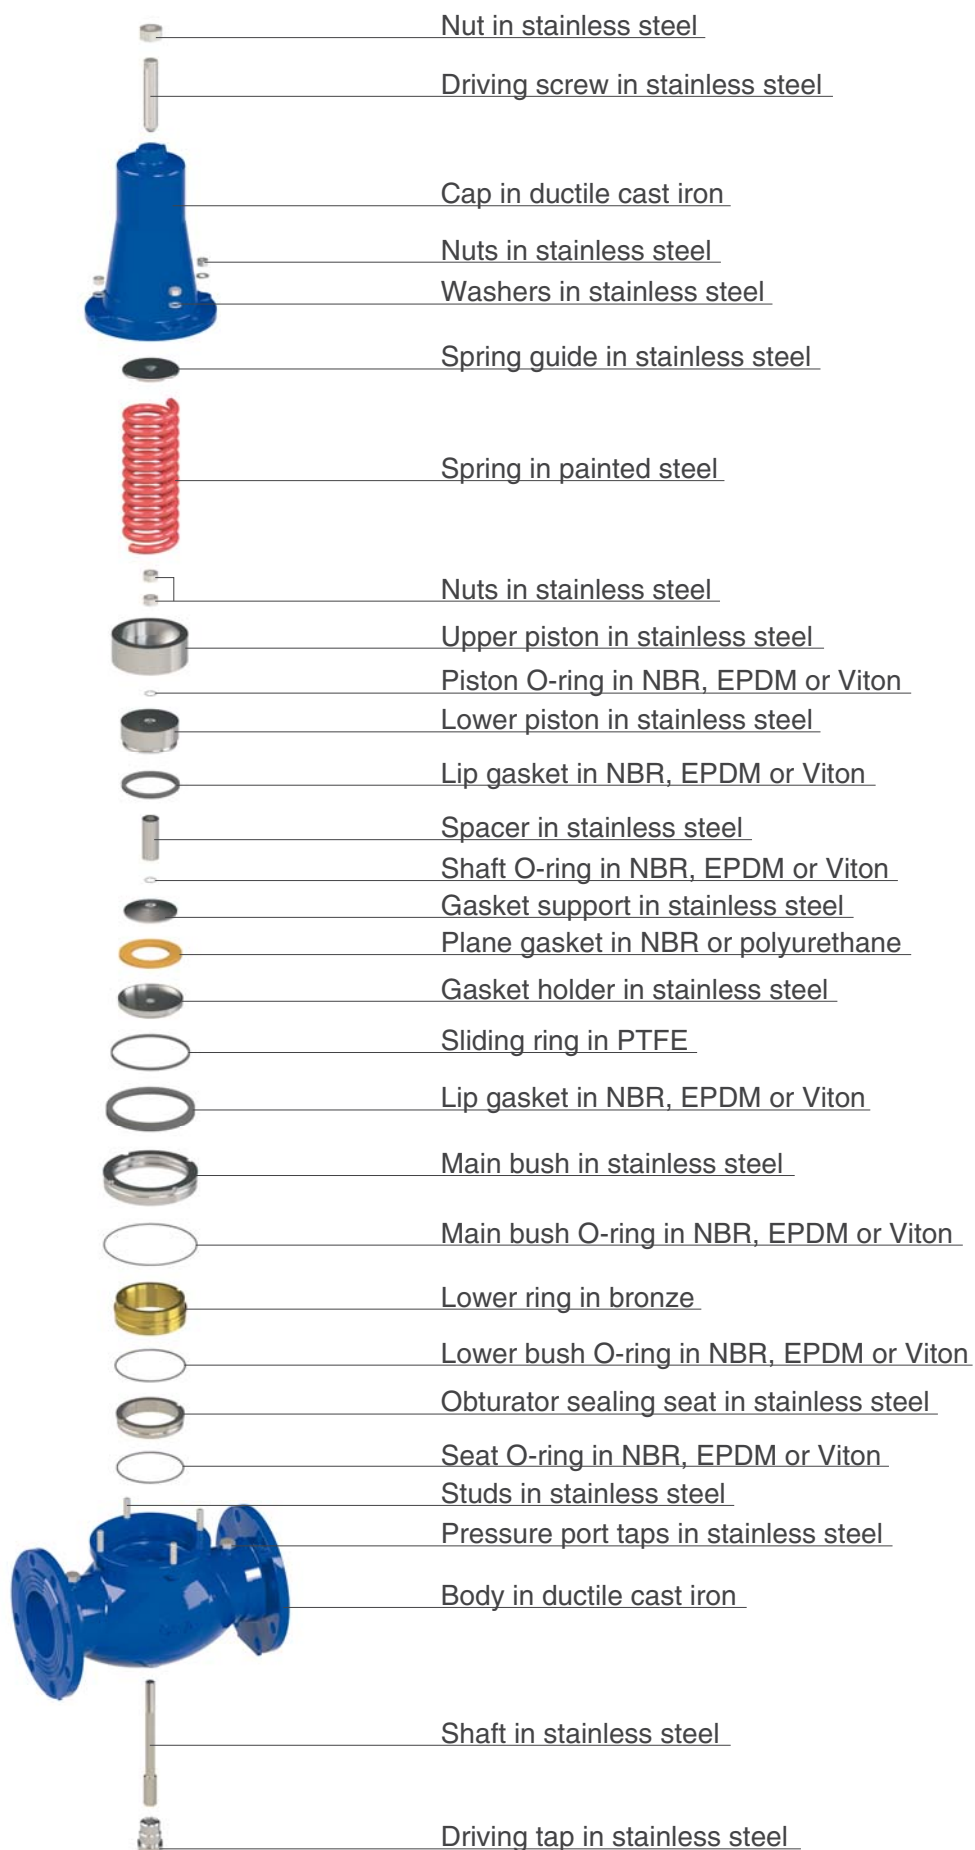 Nut in stainless steel
Driving screw in stainless steel
Cap in ductile cast iron
Nuts in stainless steel
Washers in stainless steel
Spring guide in stainless steel
Spring in painted steel
Nuts in stainless steel
Upper piston in stainless steel
Piston O-ring in NBR, EPDM or Viton
Lower piston in stainless steel
Lip gasket in NBR, EPDM or Viton
Spacer in stainless steel
Shaft O-ring in NBR, EPDM or Viton
Gasket support in stainless steel
Plane gasket in NBR or polyurethane
Gasket holder in stainless steel
Sliding ring in PTFE
Lip gasket in NBR, EPDM or Viton
Main bush in stainless steel
Main bush O-ring in NBR, EPDM or Viton
Lower ring in bronze
Lower bush O-ring in NBR, EPDM or Viton
Obturator sealing seat in stainless steel
Seat O-ring in NBR, EPDM or Viton
Studs in stainless steel
Pressure port taps in stainless steel
Body in ductile cast iron
Shaft in stainless steel
Driving tap in stainless steel